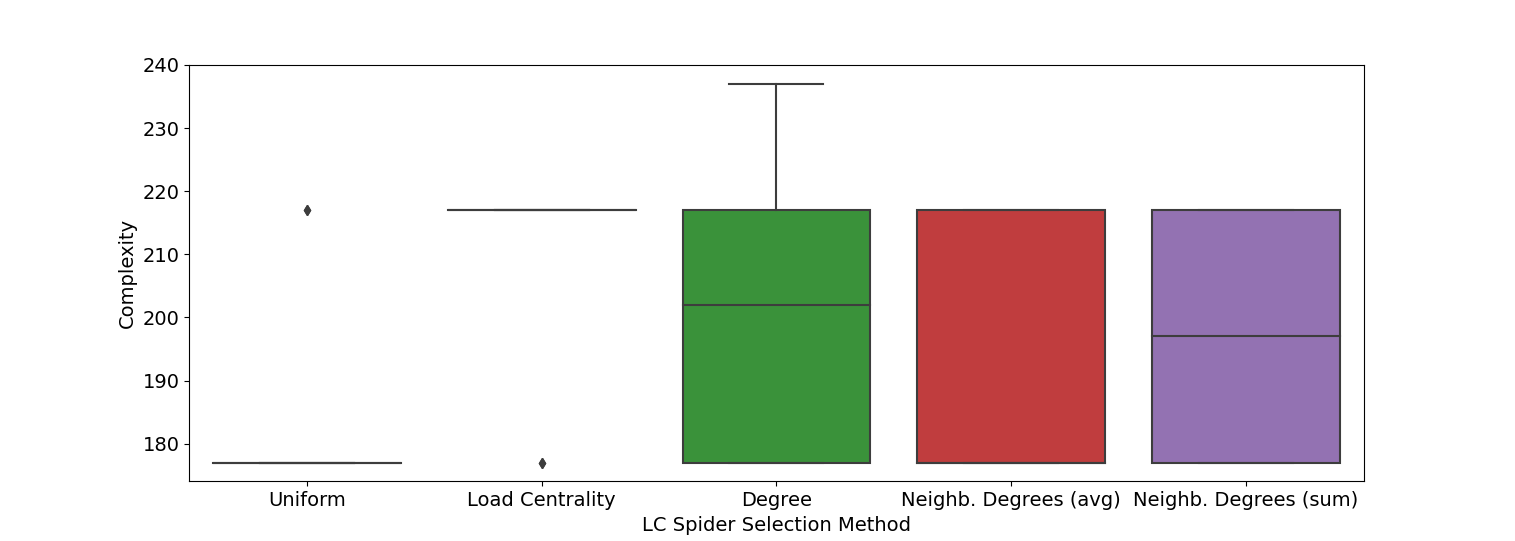 240
230
220
210
200
190
180
Complexity
Uniform
Load Centrality
Degree
Neighb. Degrees (avg)
Neighb. Degrees (sum)
LC Spider Selection Method